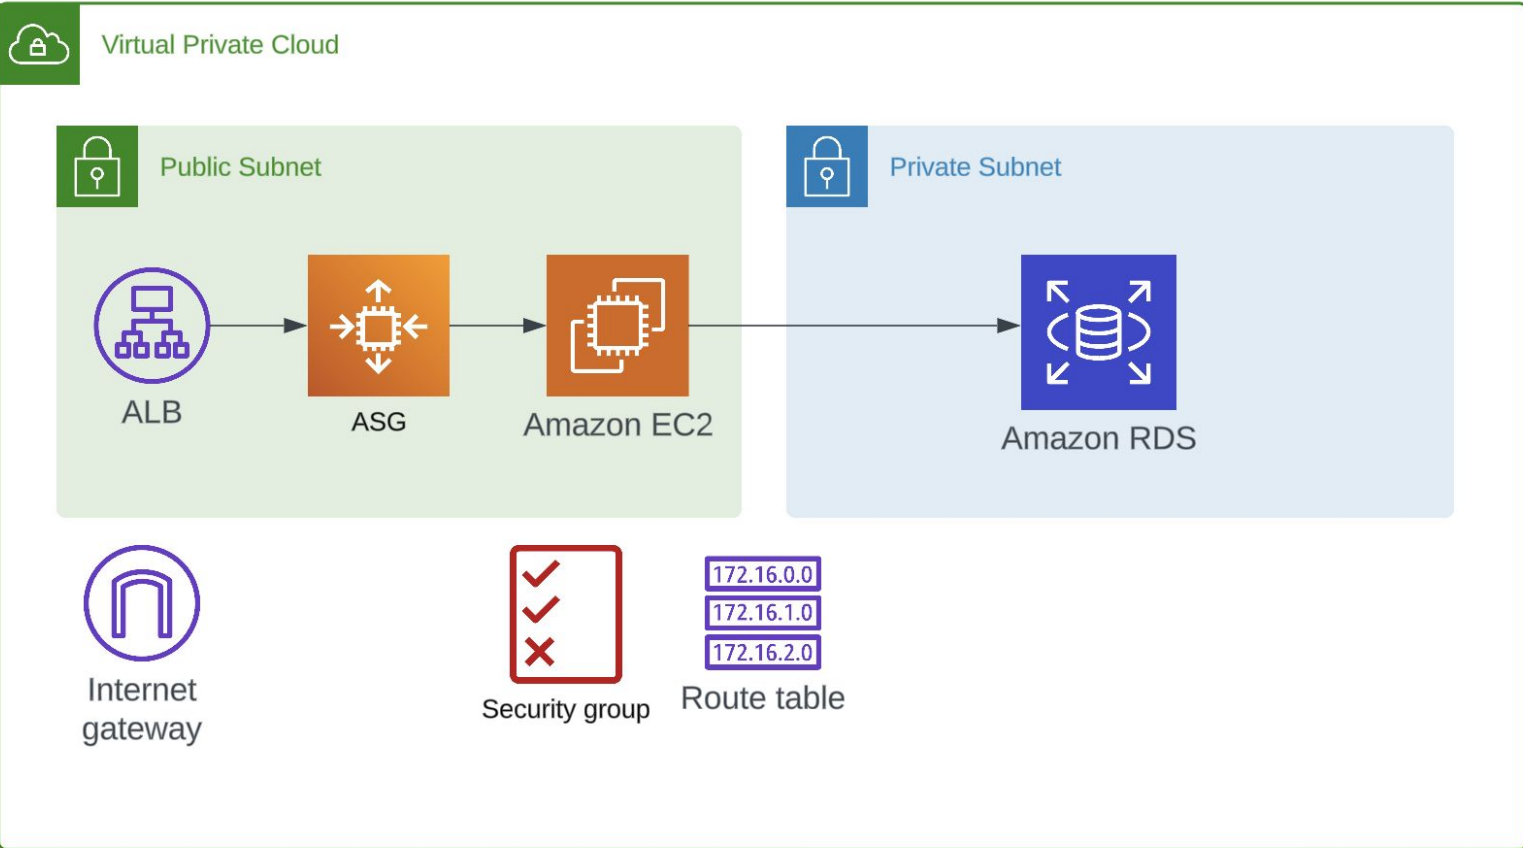 Virtual Private Cloud
Public Subnet
Private Subnet
ALB
ASG
Amazon EC2
Amazon RDS
172.16.0.0
172.16.1.0
172.16.2.0
Internet
gateway
Security group
Route table